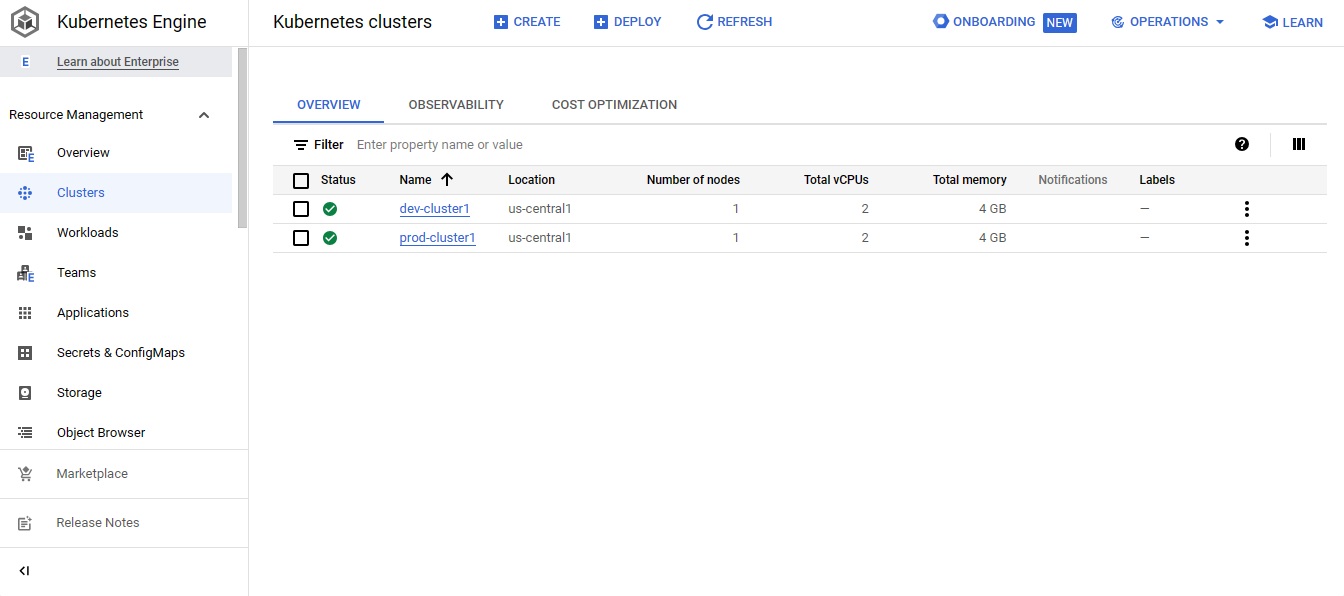 Kubernetes Engine
Kubernetes clusters CREATE DEPLOY REFRESH ONBOARDING NEW OPERATIONS LEARN
E Learn about Enterprise
Resource Management
E Overview
Clusters
Workloads
E Teams
Applications
Secrets & ConfigMaps
Storage
Object Browser
Marketplace
Release Notes
OVERVIEW OBSERVABILITY COST OPTIMIZATION
Filter Enter property name or value ?
Status Name Location Number of nodes Total vCPUs Total memory Notifications Labels
dev-cluster1 us-central1 1 2 4 GB —
prod-cluster1 us-central1 1 2 4 GB —